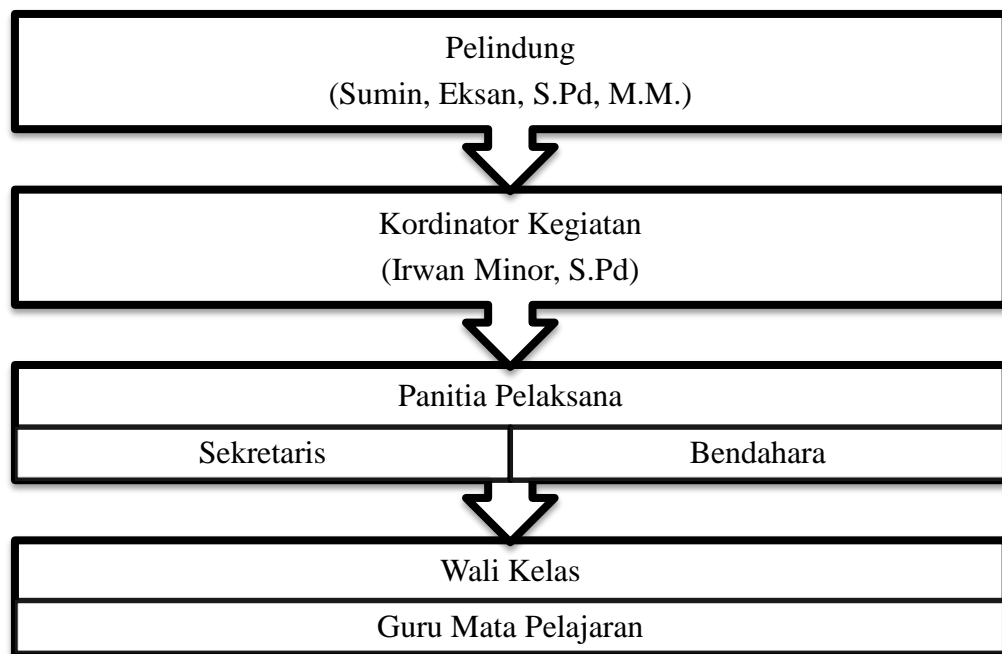 Pelindung
(Sumin, Eksan, S.Pd, M.M.)
Kordinator Kegiatan
(Irwan Minor, S.Pd)
Panitia Pelaksana
Sekretaris
Bendahara
Wali Kelas
Guru Mata Pelajaran